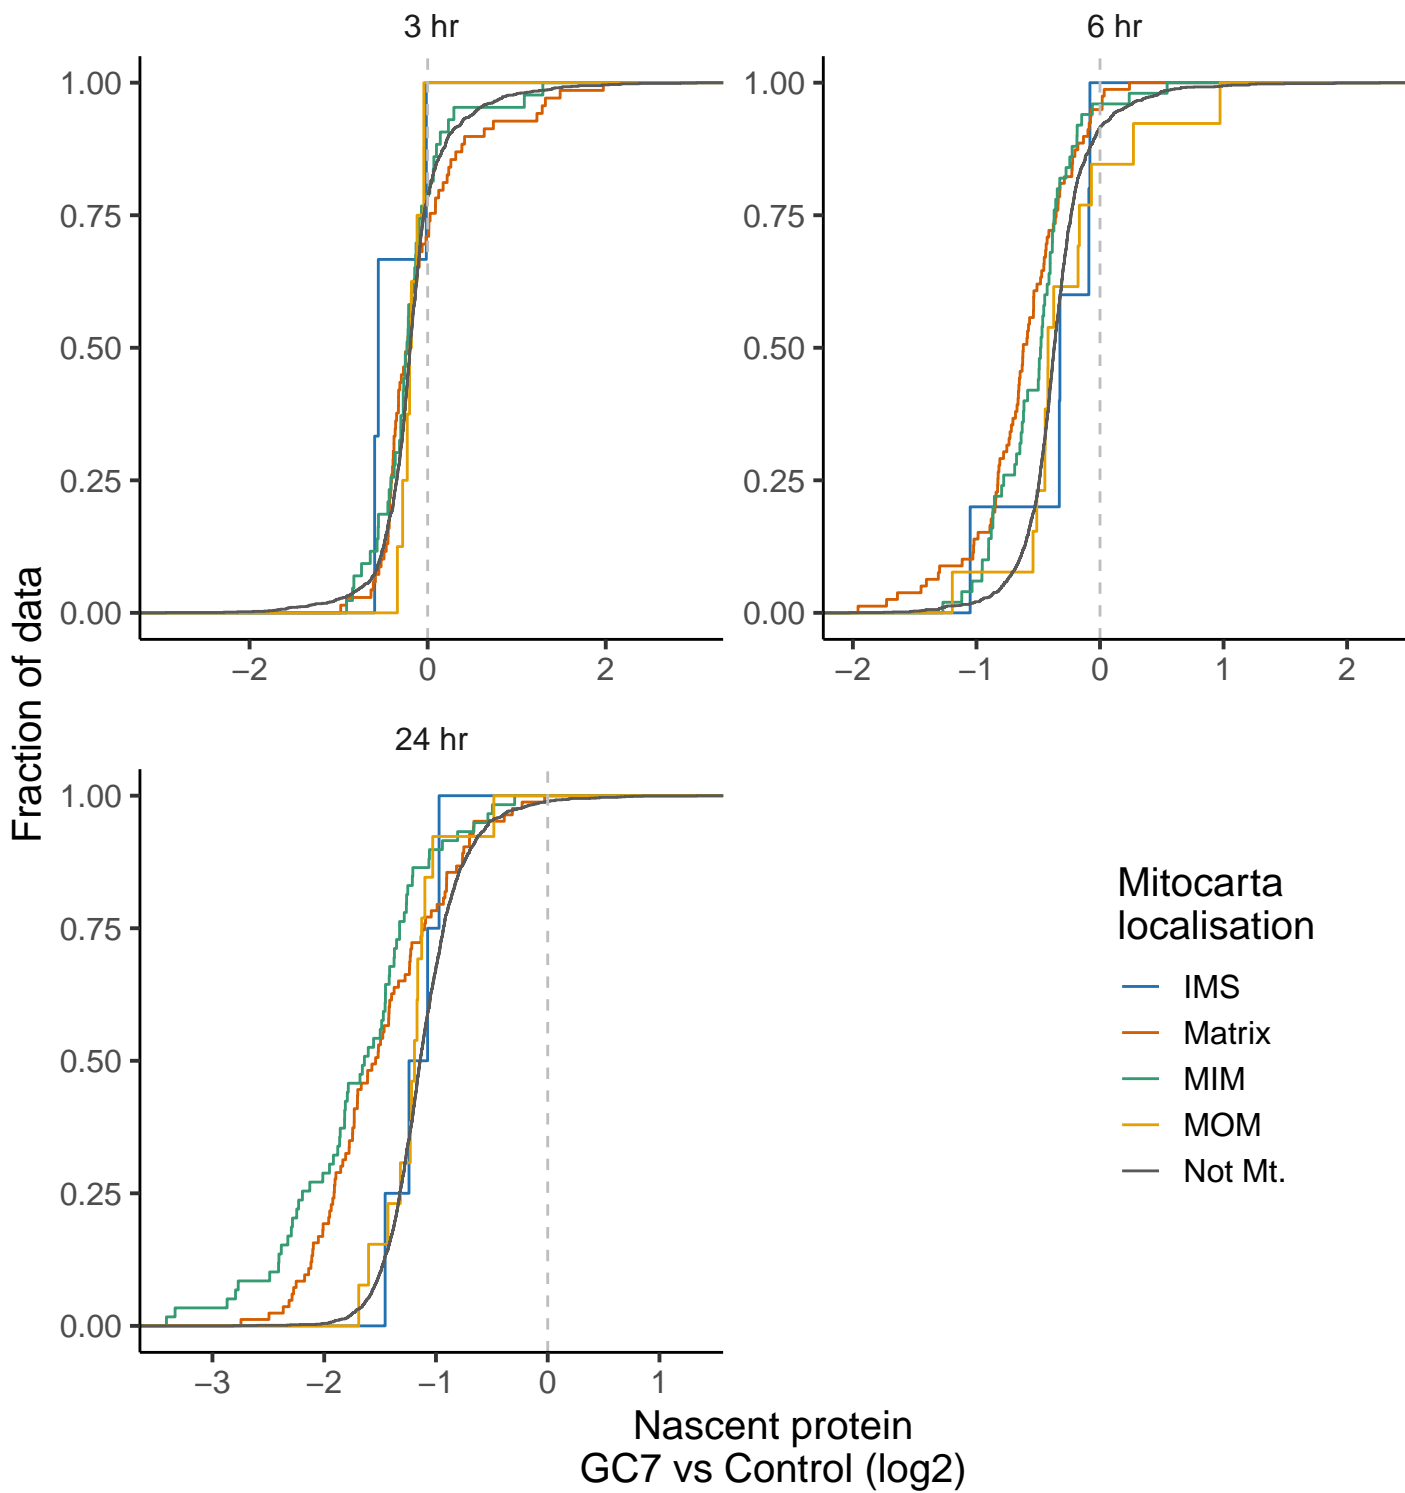 3 hr
6 hr
1.00
0.75
0.50
0.25
0.00
−2
0
2
1.00
0.75
0.50
0.25
0.00
−2
−1
0
1
2
Fraction of data
24 hr
1.00
0.75
0.50
0.25
0.00
−3
−2
−1
0
1
Nascent protein
GC7 vs Control (log2)
Mitocarta
localisation
IMS
Matrix
MIM
MOM
Not Mt.